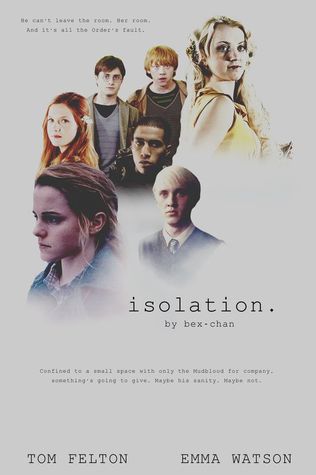 He can't leave the room. Her room.
And it's all the Order's fault.
isolation.
by bex-chan
Confined to a small space with only the Mudblood for company,
something's going to give. Maybe his sanity. Maybe not.
TOM FELTON EMMA WATSON